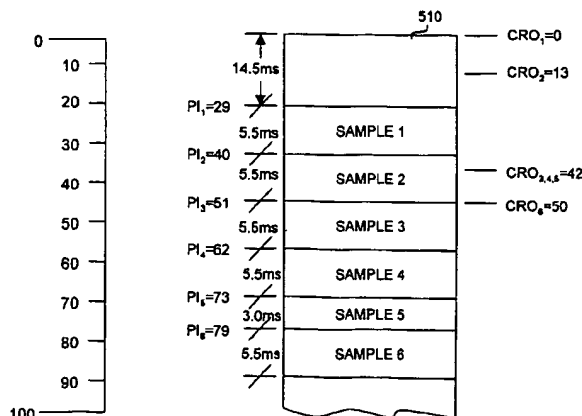 510
0
10
20
30
40
50
60
70
80
90
100
14.5ms
PI₁=29
5.5ms
PI₂=40
5.5ms
PI₃=51
5.5ms
PI₄=62
5.5ms
PI₅=73
3.0ms
PI₆=79
5.5ms
SAMPLE 1
SAMPLE 2
SAMPLE 3
SAMPLE 4
SAMPLE 5
SAMPLE 6
CRO₁=0
CRO₂=13
CRO₃,₄,₅=42
CRO₆=50